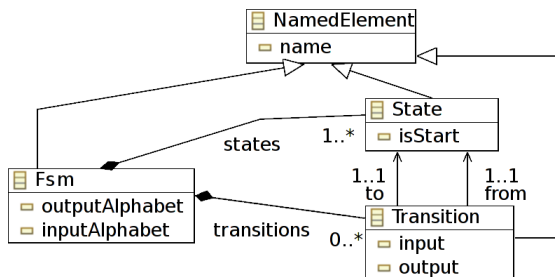 NamedElement
name
State
isStart
states
1..*
1..1
to
1..1
from
Fsm
outputAlphabet
inputAlphabet
transitions
0..*
Transition
input
output